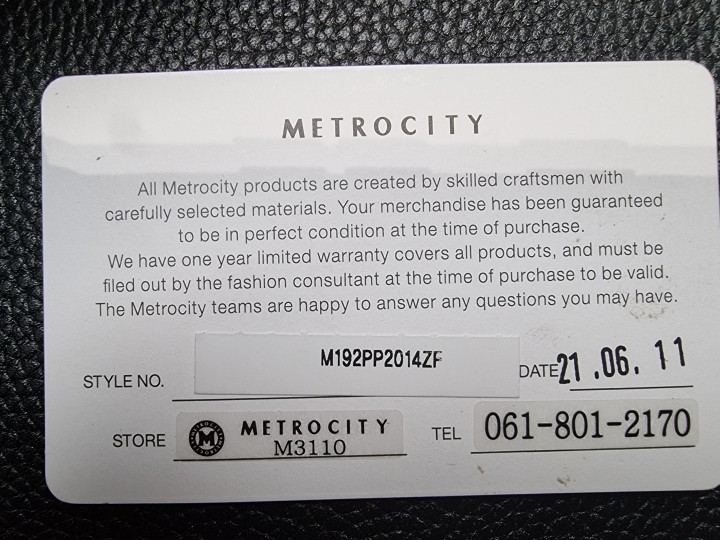 METROCITY
All Metrocity products are created by skilled craftsmen with
carefully selected materials. Your merchandise has been guaranteed
to be in perfect condition at the time of purchase.
We have one year limited warranty covers all products, and must be
filed out by the fashion consultant at the time of purchase to be valid.
The Metrocity teams are happy to answer any questions you may have.
STYLE NO. M192PP2014ZF DATE 21.06.11
STORE M METROCITY TEL 061-801-2170
M3110